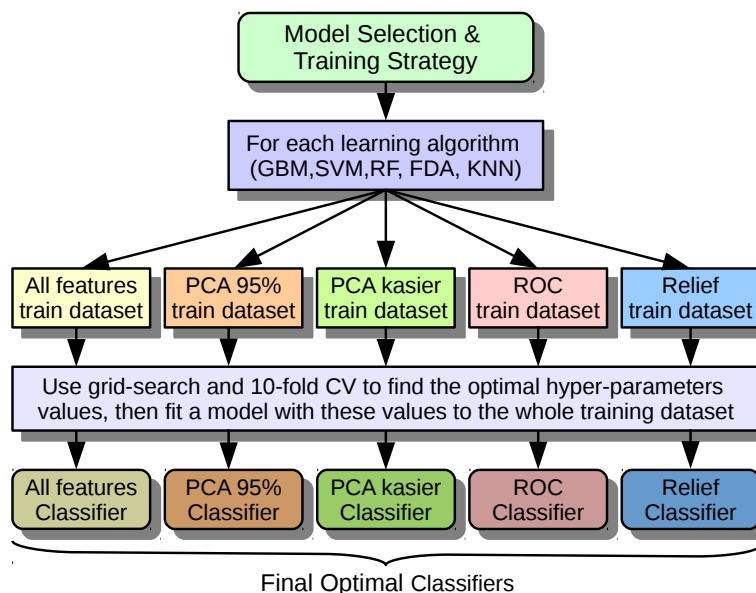 Model Selection &
Training Strategy
For each learning algorithm
(GBM,SVM,RF, FDA, KNN)
All features
train dataset
PCA 95%
train dataset
PCA kasier
train dataset
ROC
train dataset
Relief
train dataset
Use grid-search and 10-fold CV to find the optimal hyper-parameters
values, then fit a model with these values to the whole training dataset
All features
Classifier
PCA 95%
Classifier
PCA kasier
Classifier
ROC
Classifier
Relief
Classifier
Final Optimal Classifiers